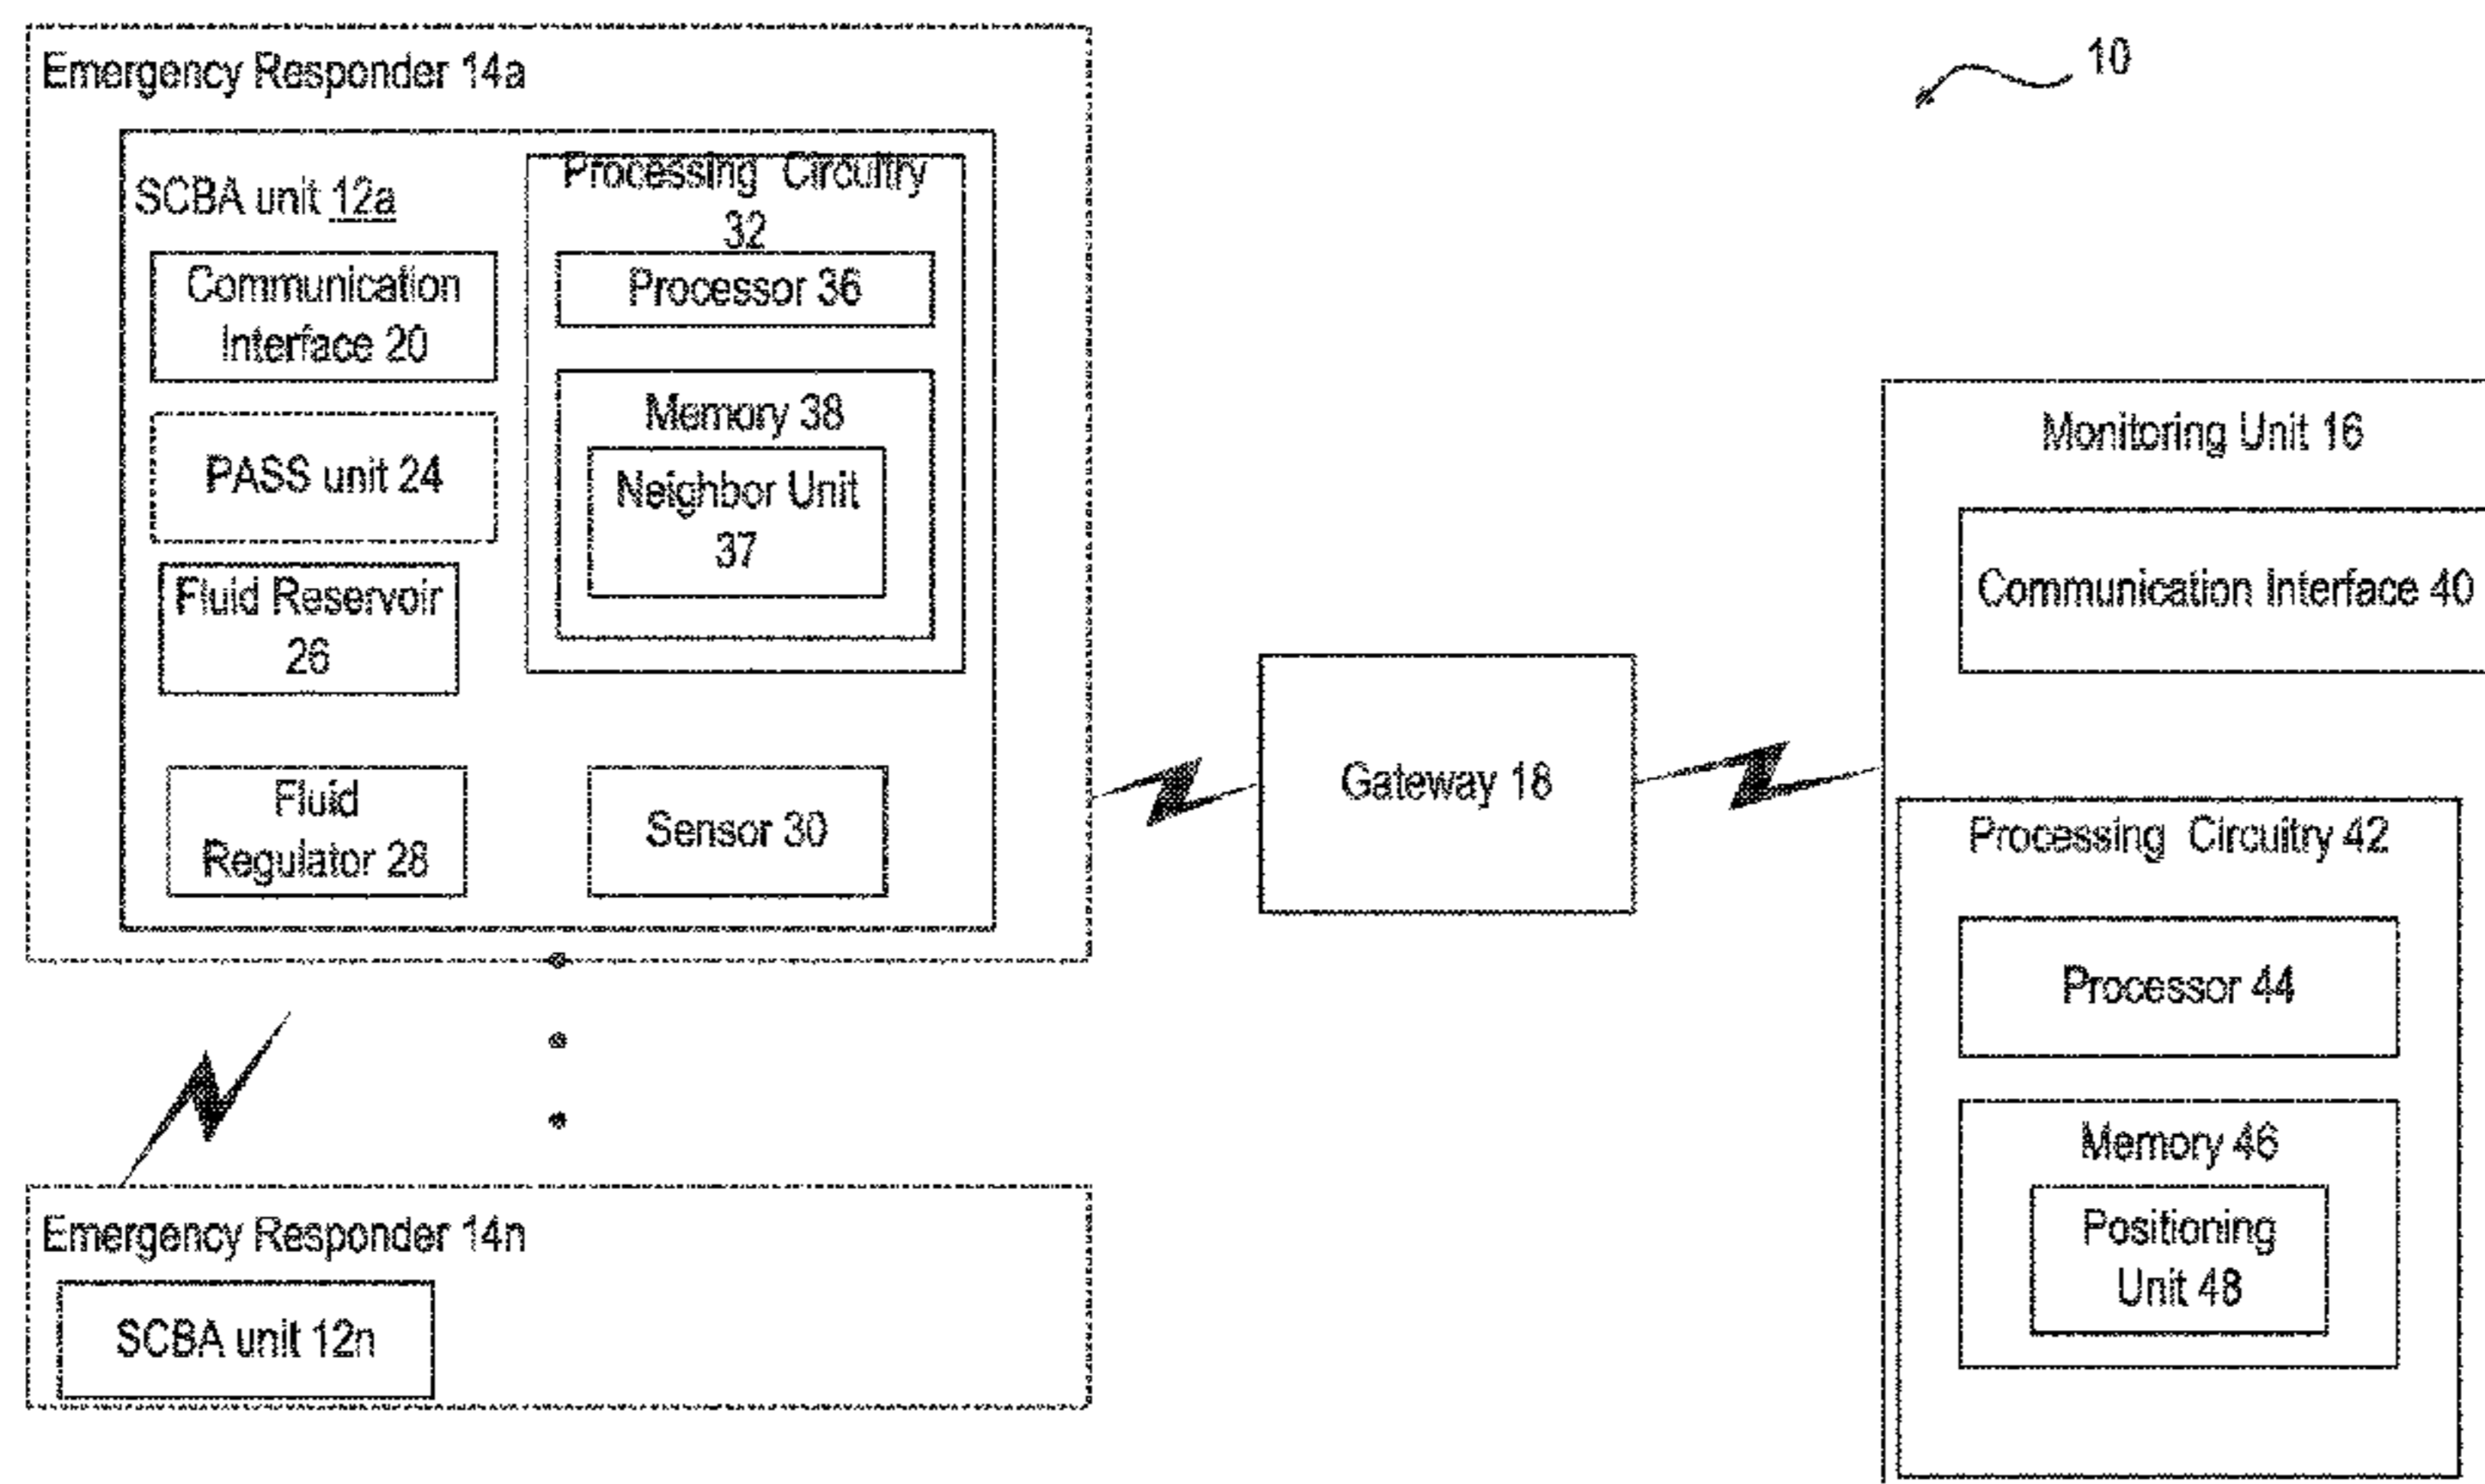 10
Emergency Responder 14a
SCBA unit 12a
Communication
Interface 20
PASS unit 24
Fluid Reservoir
26
Fluid
Regulator 28
Processing Circuitry
32
Processor 36
Memory 38
Neighbor Unit
37
Sensor 30
Emergency Responder 14n
SCBA unit 12n
Gateway 18
Monitoring Unit 16
Communication Interface 40
Processing Circuitry 42
Processor 44
Memory 46
Positioning
Unit 48